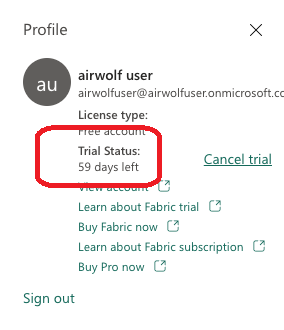 Profile
au
airwolf user
airwolfuser@airwolfuser.onmicrosoft.cc
License type:
Free account
Trial Status:
59 days left
Cancel trial
View account
Learn about Fabric trial
Buy Fabric now
Learn about Fabric subscription
Buy Pro now
Sign out